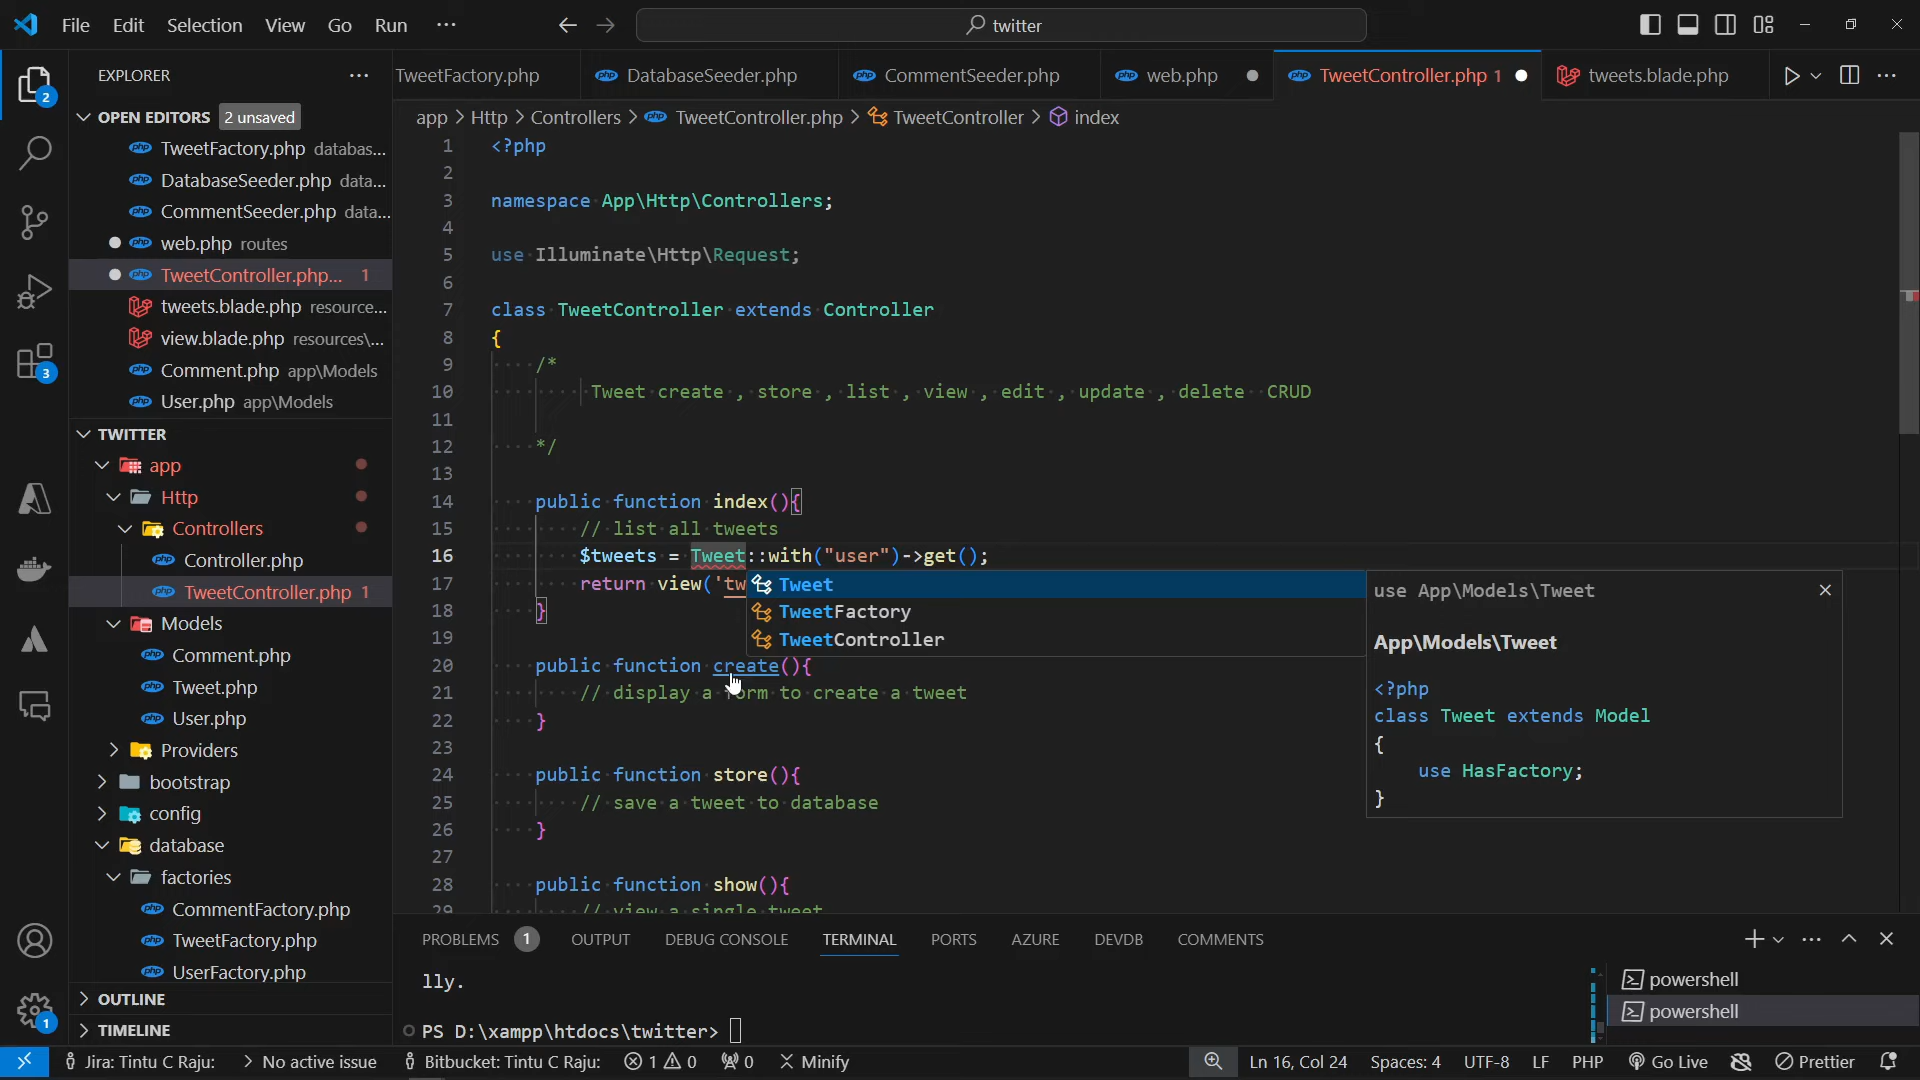 File Edit Selection View Go Run ... twitter
EXPLORER
OPEN EDITORS 2 unsaved
TweetFactory.php databas...
DatabaseSeeder.php data...
CommentSeeder.php data...
web.php routes
TweetController.php... 1
tweets.blade.php resource...
view.blade.php resources\...
Comment.php app\Models
User.php app\Models
TWITTER
app
Http
Controllers
Controller.php
TweetController.php 1
Models
Comment.php
Tweet.php
User.php
Providers
bootstrap
config
database
factories
CommentFactory.php
TweetFactory.php
UserFactory.php
OUTLINE
TIMELINE
2
3
1
TweetFactory.php DatabaseSeeder.php CommentSeeder.php web.php TweetController.php 1 tweets.blade.php
app > Http > Controllers > TweetController.php > TweetController > index
1 <?php
2
3 namespace App\Http\Controllers;
4
5 use Illuminate\Http\Request;
6
7 class TweetController extends Controller
8 {
9 /*
10 Tweet create , store , list , view , edit , update , delete CRUD
11
12 */
13
14 public function index(){
15 // list all tweets
16 $tweets = Tweet::with("user")->get();
17 return view('tw
18 }
19
20 public function create(){
21 // display a form to create a tweet
22 }
23
24 public function store(){
25 // save a tweet to database
26 }
27
28 public function show(){
29 // view a single tweet
Tweet
TweetFactory
TweetController
use App\Models\Tweet
App\Models\Tweet
<?php
class Tweet extends Model
{
use HasFactory;
}
PROBLEMS 1 OUTPUT DEBUG CONSOLE TERMINAL PORTS AZURE DEVDB COMMENTS
lly.
PS D:\xampp\htdocs\twitter>
powershell
powershell
Jira: Tintu C Raju: > No active issue Bitbucket: Tintu C Raju: 1 0 0 Minify Ln 16, Col 24 Spaces: 4 UTF-8 LF PHP Go Live Prettier